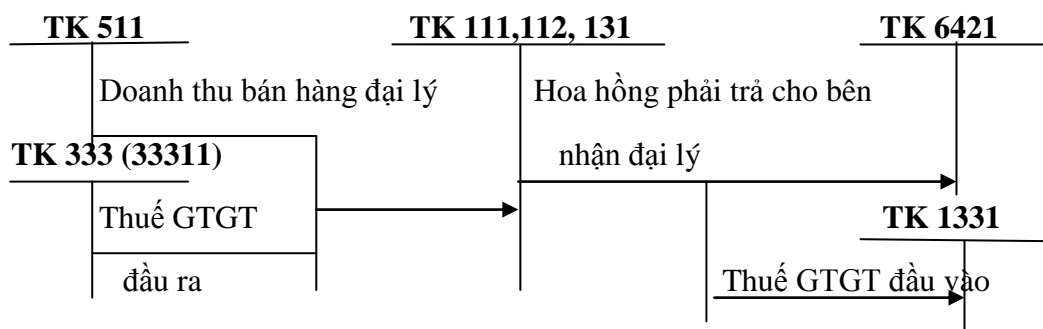 TK 511 TK 111,112, 131 TK 6421
Doanh thu bán hàng đại lý Hoa hồng phải trả cho bên
TK 333 (33311) nhận đại lý
Thuế GTGT TK 1331
đầu ra Thuế GTGT đầu vào